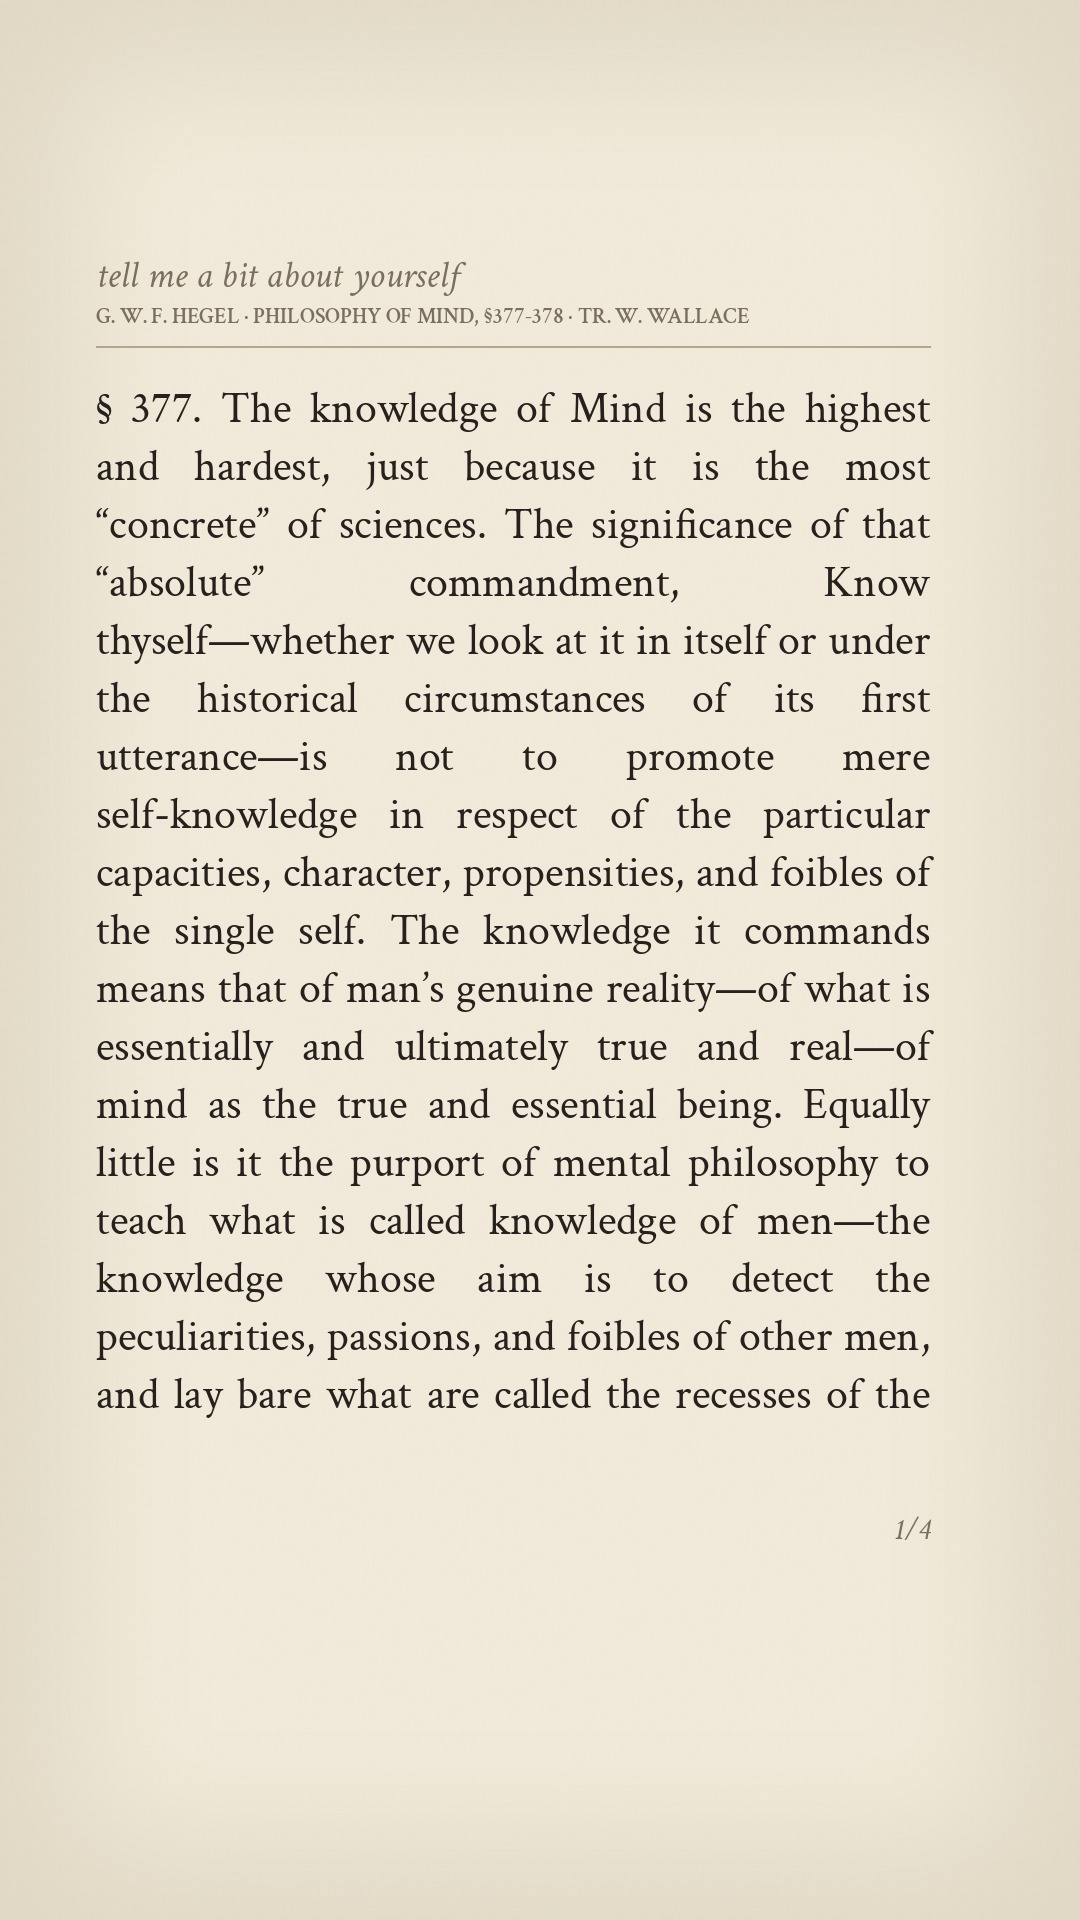 tell me a bit about yourself
G. W. F. HEGEL · PHILOSOPHY OF MIND, §377-378 · TR. W. WALLACE
§ 377. The knowledge of Mind is the highest
and hardest, just because it is the most
“concrete” of sciences. The significance of that
“absolute” commandment, Know
thyself—whether we look at it in itself or under
the historical circumstances of its first
utterance—is not to promote mere
self-knowledge in respect of the particular
capacities, character, propensities, and foibles of
the single self. The knowledge it commands
means that of man’s genuine reality—of what is
essentially and ultimately true and real—of
mind as the true and essential being. Equally
little is it the purport of mental philosophy to
teach what is called knowledge of men—the
knowledge whose aim is to detect the
peculiarities, passions, and foibles of other men,
and lay bare what are called the recesses of the
1/4